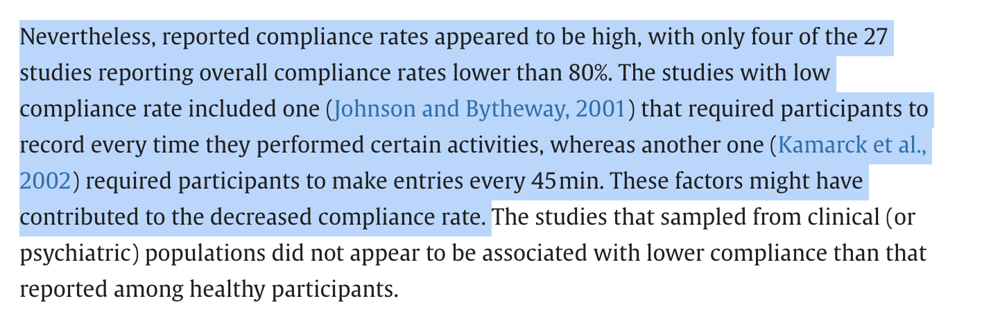 Nevertheless, reported compliance rates appeared to be high, with only four of the 27
studies reporting overall compliance rates lower than 80%. The studies with low
compliance rate included one (Johnson and Bytheway, 2001) that required participants to
record every time they performed certain activities, whereas another one (Kamarck et al.,
2002) required participants to make entries every 45 min. These factors might have
contributed to the decreased compliance rate. The studies that sampled from clinical (or
psychiatric) populations did not appear to be associated with lower compliance than that
reported among healthy participants.